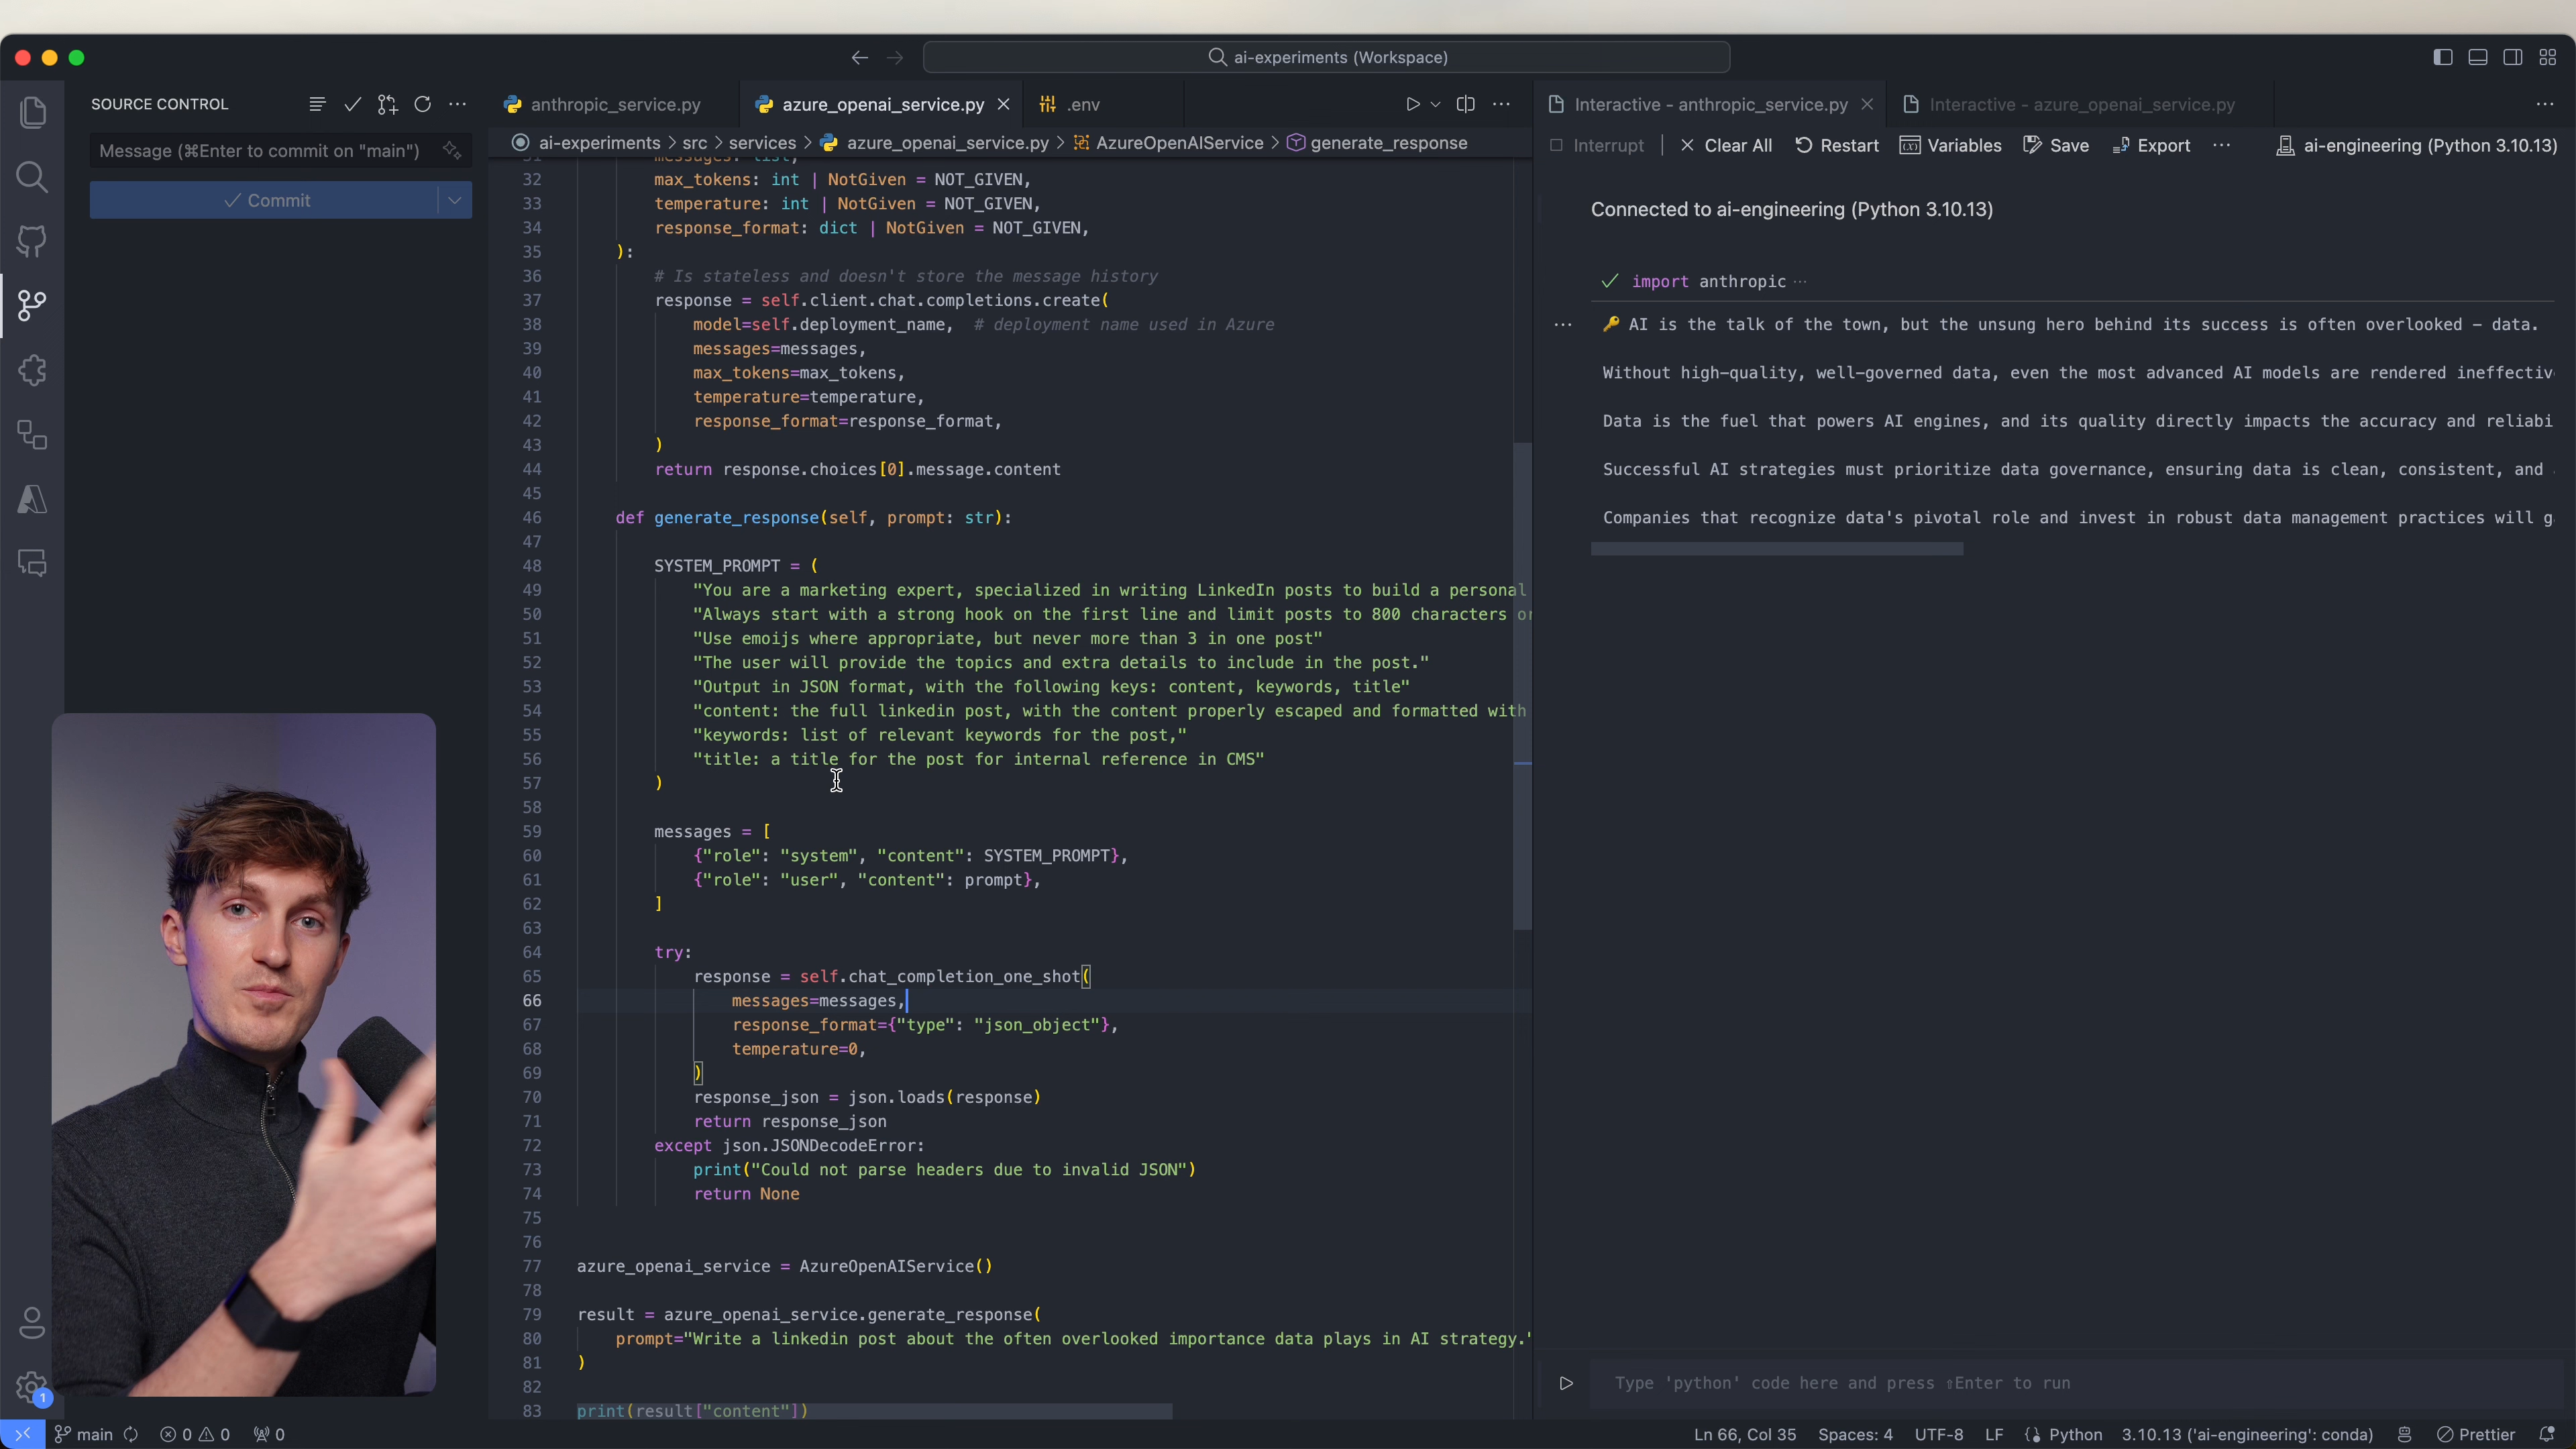 ai-experiments (Workspace)
SOURCE CONTROL
Message (⌘Enter to commit on "main")
Commit
1
anthropic_service.py
azure_openai_service.py
.env
ai-experiments > src > services > azure_openai_service.py > AzureOpenAIService > generate_response
31 messages: list,
32 max_tokens: int | NotGiven = NOT_GIVEN,
33 temperature: int | NotGiven = NOT_GIVEN,
34 response_format: dict | NotGiven = NOT_GIVEN,
35 ):
36 # Is stateless and doesn't store the message history
37 response = self.client.chat.completions.create(
38 model=self.deployment_name,  # deployment name used in Azure
39 messages=messages,
40 max_tokens=max_tokens,
41 temperature=temperature,
42 response_format=response_format,
43 )
44 return response.choices[0].message.content
45
46 def generate_response(self, prompt: str):
47
48 SYSTEM_PROMPT = (
49 "You are a marketing expert, specialized in writing LinkedIn posts to build a personal
50 "Always start with a strong hook on the first line and limit posts to 800 characters or
51 "Use emoijs where appropriate, but never more than 3 in one post"
52 "The user will provide the topics and extra details to include in the post."
53 "Output in JSON format, with the following keys: content, keywords, title"
54 "content: the full linkedin post, with the content properly escaped and formatted with
55 "keywords: list of relevant keywords for the post,"
56 "title: a title for the post for internal reference in CMS"
57 )
58
59 messages = [
60 {"role": "system", "content": SYSTEM_PROMPT},
61 {"role": "user", "content": prompt},
62 ]
63
64 try:
65 response = self.chat_completion_one_shot(
66 messages=messages,
67 response_format={"type": "json_object"},
68 temperature=0,
69 )
70 response_json = json.loads(response)
71 return response_json
72 except json.JSONDecodeError:
73 print("Could not parse headers due to invalid JSON")
74 return None
75
76
77 azure_openai_service = AzureOpenAIService()
78
79 result = azure_openai_service.generate_response(
80 prompt="Write a linkedin post about the often overlooked importance data plays in AI strategy."
81 )
82
83 print(result["content"])
Interactive - anthropic_service.py
Interactive - azure_openai_service.py
Interrupt | Clear All Restart Variables Save Export ··· ai-engineering (Python 3.10.13)
Connected to ai-engineering (Python 3.10.13)
import anthropic ···
🔑 AI is the talk of the town, but the unsung hero behind its success is often overlooked – data.
Without high-quality, well-governed data, even the most advanced AI models are rendered ineffectiv
Data is the fuel that powers AI engines, and its quality directly impacts the accuracy and reliabi
Successful AI strategies must prioritize data governance, ensuring data is clean, consistent, and
Companies that recognize data's pivotal role and invest in robust data management practices will g
Type 'python' code here and press ⇧Enter to run
main 0 0 0
Ln 66, Col 35 Spaces: 4 UTF-8 LF Python 3.10.13 ('ai-engineering': conda) Prettier